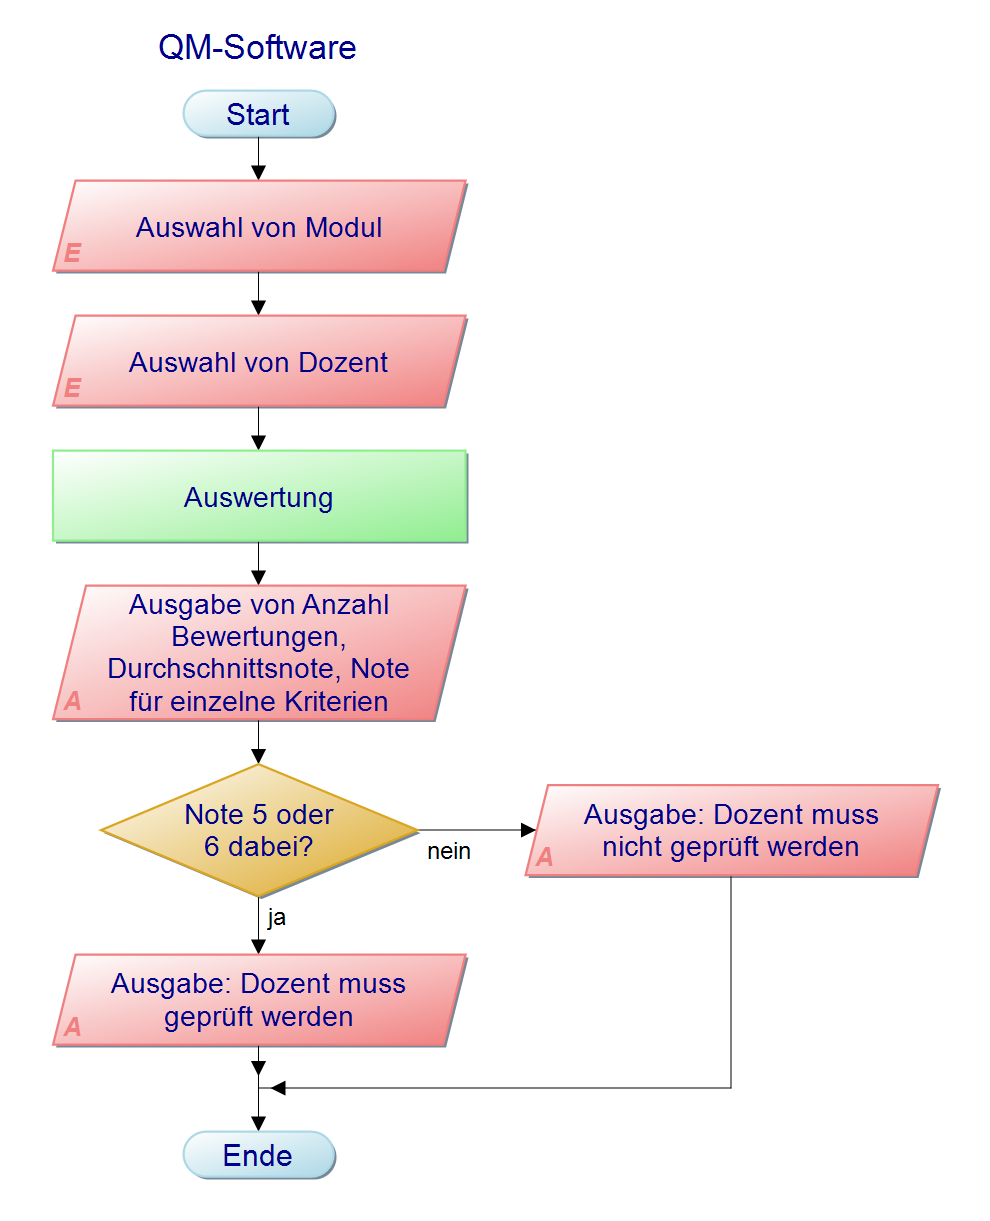 QM-Software
Start
Auswahl von Modul
E
Auswahl von Dozent
E
Auswertung
Ausgabe von Anzahl
Bewertungen,
Durchschnittsnote, Note
für einzelne Kriterien
A
Note 5 oder
6 dabei?
nein
Ausgabe: Dozent muss
nicht geprüft werden
A
ja
Ausgabe: Dozent muss
geprüft werden
A
Ende